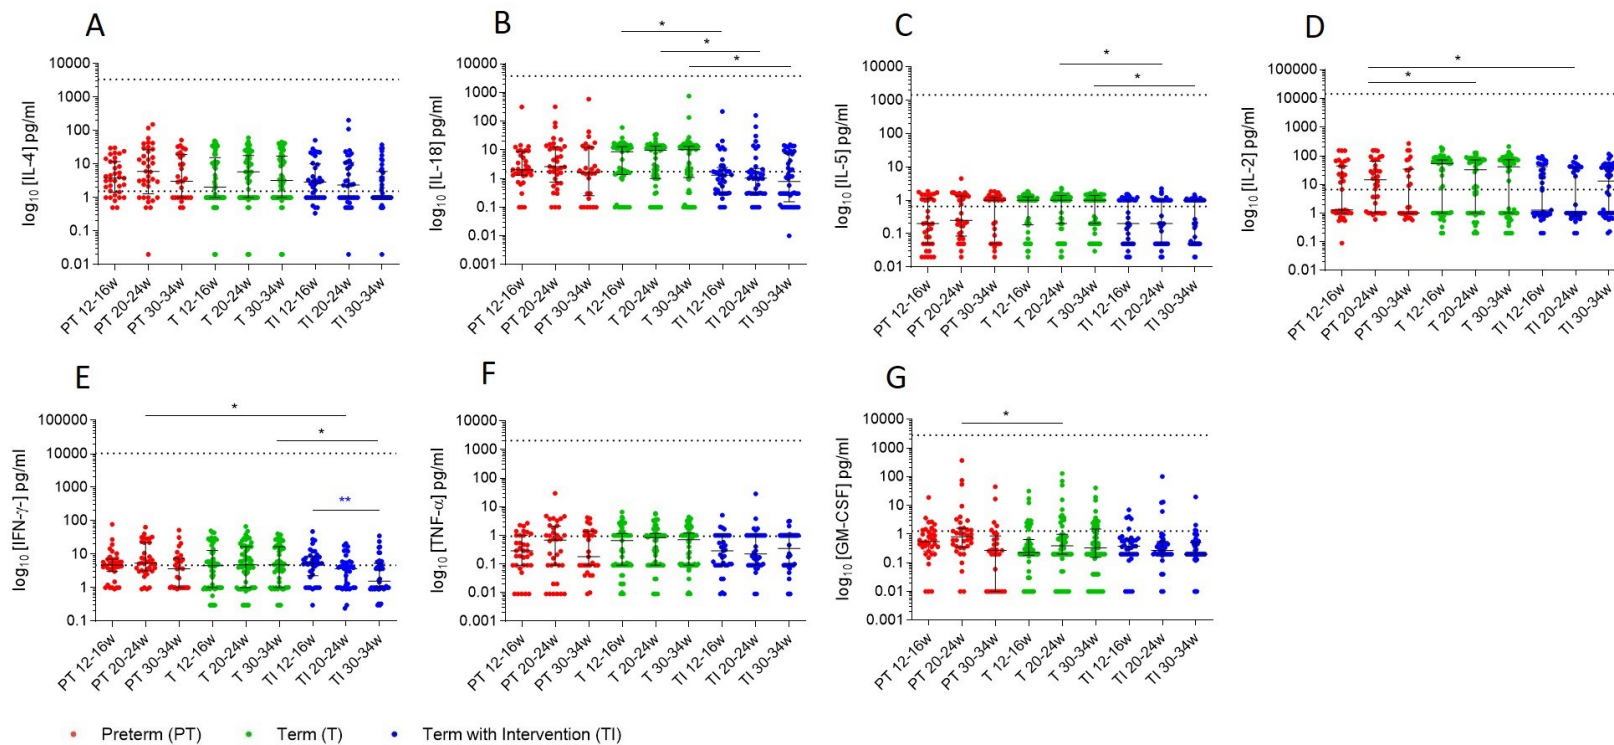 A
log10 [IL-4] pg/ml
10000
1000
100
10
1
0.1
0.01
PT 12-16w
PT 20-24w
PT 30-34w
T 12-16w
T 20-24w
T 30-34w
TI 12-16w
TI 20-24w
TI 30-34w
B
log10 [IL-18] pg/ml
10000
1000
100
10
1
0.1
0.01
0.001
*
*
*
PT 12-16w
PT 20-24w
PT 30-34w
T 12-16w
T 20-24w
T 30-34w
TI 12-16w
TI 20-24w
TI 30-34w
C
log10 [IL-5] pg/ml
10000
1000
100
10
1
0.1
0.01
*
*
PT 12-16w
PT 20-24w
PT 30-34w
T 12-16w
T 20-24w
T 30-34w
TI 12-16w
TI 20-24w
TI 30-34w
D
log10 [IL-2] pg/ml
100000
10000
1000
100
10
1
0.1
0.01
*
*
PT 12-16w
PT 20-24w
PT 30-34w
T 12-16w
T 20-24w
T 30-34w
TI 12-16w
TI 20-24w
TI 30-34w
E
log10 [IFN-γ-] pg/ml
100000
10000
1000
100
10
1
0.1
*
*
**
PT 12-16w
PT 20-24w
PT 30-34w
T 12-16w
T 20-24w
T 30-34w
TI 12-16w
TI 20-24w
TI 30-34w
F
log10 [TNF-α] pg/ml
10000
1000
100
10
1
0.1
0.01
0.001
PT 12-16w
PT 20-24w
PT 30-34w
T 12-16w
T 20-24w
T 30-34w
TI 12-16w
TI 20-24w
TI 30-34w
G
log10 [GM-CSF] pg/ml
10000
1000
100
10
1
0.1
0.01
0.001
*
PT 12-16w
PT 20-24w
PT 30-34w
T 12-16w
T 20-24w
T 30-34w
TI 12-16w
TI 20-24w
TI 30-34w
Preterm (PT)
Term (T)
Term with Intervention (TI)